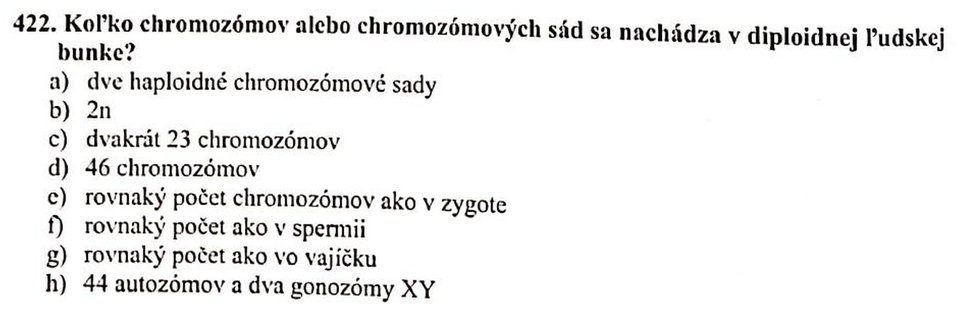 422. Koľko chromozómov alebo chromozómových sád sa nachádza v diploidnej ľudskej
bunke?
a) dve haploidné chromozómové sady
b) 2n
c) dvakrát 23 chromozómov
d) 46 chromozómov
e) rovnaký počet chromozómov ako v zygote
f) rovnaký počet ako v spermii
g) rovnaký počet ako vo vajíčku
h) 44 autozómov a dva gonozómy XY